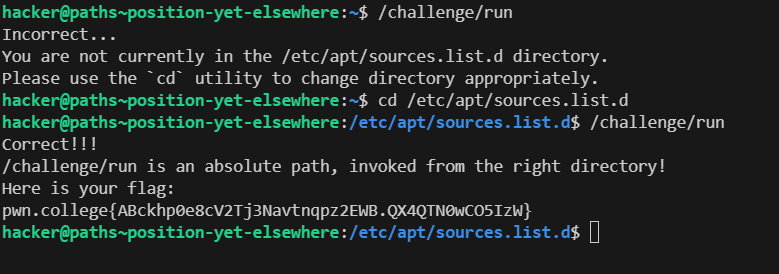 hacker@paths~position-yet-elsewhere:~$ /challenge/run
Incorrect...
You are not currently in the /etc/apt/sources.list.d directory.
Please use the `cd` utility to change directory appropriately.
hacker@paths~position-yet-elsewhere:~$ cd /etc/apt/sources.list.d
hacker@paths~position-yet-elsewhere:/etc/apt/sources.list.d$ /challenge/run
Correct!!!
/challenge/run is an absolute path, invoked from the right directory!
Here is your flag:
pwn.college{ABckhp0e8cV2Tj3Navtnqpz2EWB.QX4QTN0wCO5IzW}
hacker@paths~position-yet-elsewhere:/etc/apt/sources.list.d$